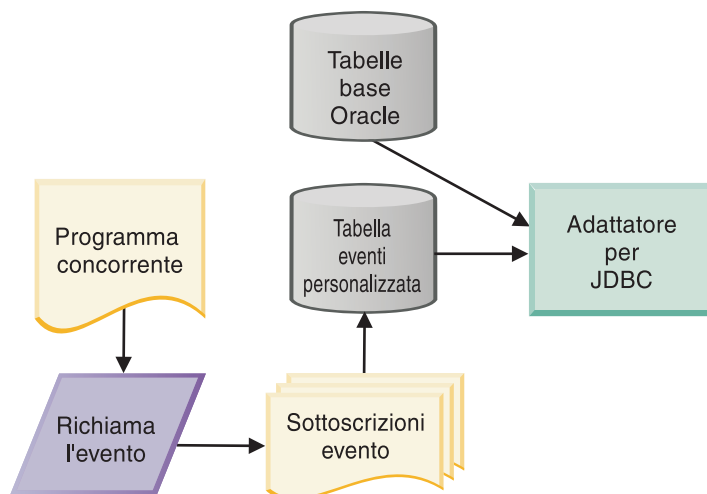 Tabelle
base
Oracle
Programma
concorrente
Tabella
eventi
personalizzata
Adattatore
per
JDBC
Richiama
l'evento
Sottoscrizioni
evento